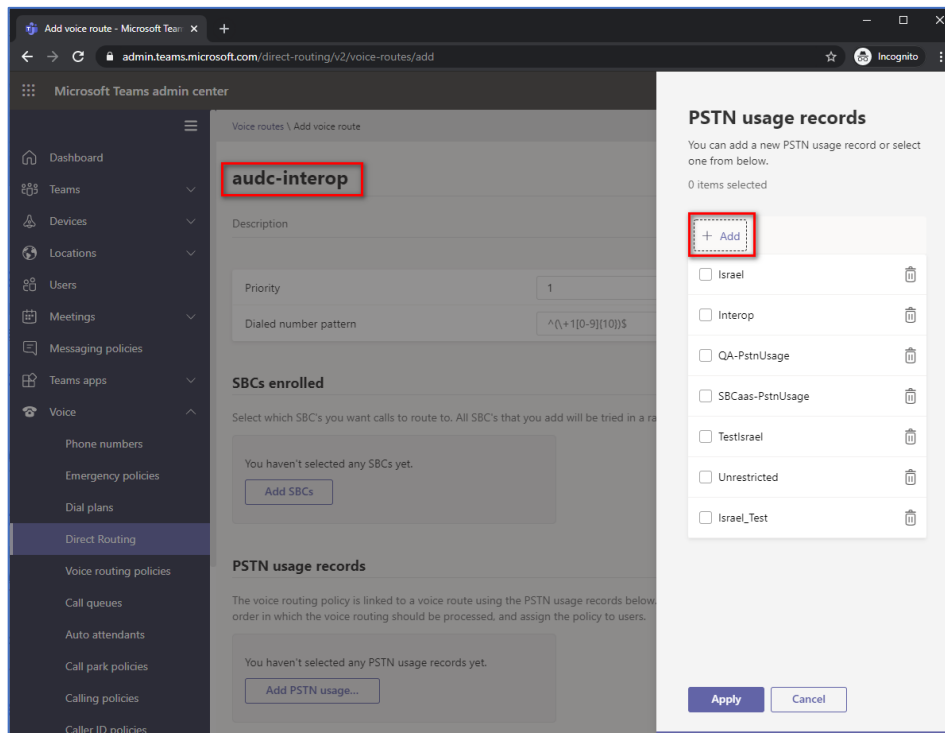 Add voice route - Microsoft Tear
admin.teams.microsoft.com/direct-routing/v2/voice-routes/add
Incognito
Microsoft Teams admin center
Dashboard
Teams
Devices
Locations
Users
Meetings
Messaging policies
Teams apps
Voice
Phone numbers
Emergency policies
Dial plans
Direct Routing
Voice routing policies
Call queues
Auto attendants
Call park policies
Calling policies
Caller ID policies
Voice routes \ Add voice route
audc-interop
Description
Priority
1
Dialed number pattern
^(\+1[0-9]{10})$
SBCs enrolled
Select which SBC's you want calls to route to. All SBC's that you add will be tried in a ra
You haven't selected any SBCs yet.
Add SBCs
PSTN usage records
The voice routing policy is linked to a voice route using the PSTN usage records below.
order in which the voice routing should be processed, and assign the policy to users.
You haven't selected any PSTN usage records yet.
Add PSTN usage...
PSTN usage records
You can add a new PSTN usage record or select
one from below.
0 items selected
+ Add
Israel
Interop
QA-PstnUsage
SBCaas-PstnUsage
TestIsrael
Unrestricted
Israel_Test
Apply
Cancel